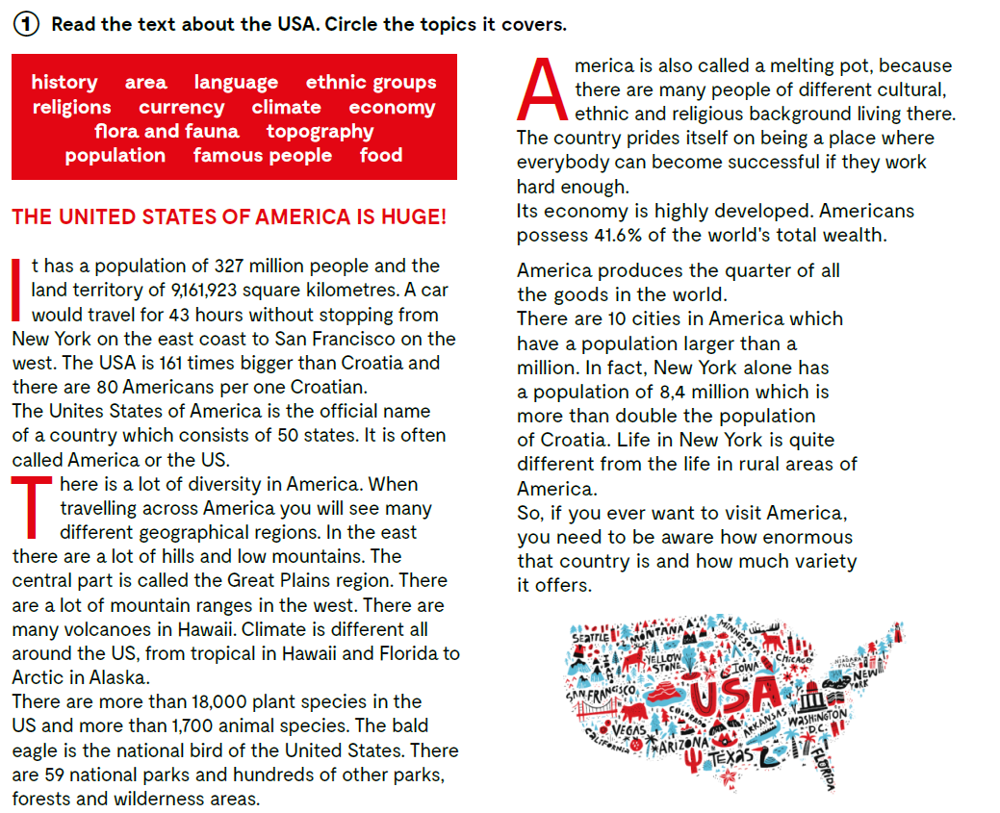 1 Read the text about the USA. Circle the topics it covers.
history area language ethnic groups
religions currency climate economy
flora and fauna topography
population famous people food
THE UNITED STATES OF AMERICA IS HUGE!
It has a population of 327 million people and the
land territory of 9,161,923 square kilometres. A car
would travel for 43 hours without stopping from
New York on the east coast to San Francisco on the
west. The USA is 161 times bigger than Croatia and
there are 80 Americans per one Croatian.
The Unites States of America is the official name
of a country which consists of 50 states. It is often
called America or the US.
There is a lot of diversity in America. When
travelling across America you will see many
different geographical regions. In the east
there are a lot of hills and low mountains. The
central part is called the Great Plains region. There
are a lot of mountain ranges in the west. There are
many volcanoes in Hawaii. Climate is different all
around the US, from tropical in Hawaii and Florida to
Arctic in Alaska.
There are more than 18,000 plant species in the
US and more than 1,700 animal species. The bald
eagle is the national bird of the United States. There
are 59 national parks and hundreds of other parks,
forests and wilderness areas.
America is also called a melting pot, because
there are many people of different cultural,
ethnic and religious background living there.
The country prides itself on being a place where
everybody can become successful if they work
hard enough.
Its economy is highly developed. Americans
possess 41.6% of the world's total wealth.
America produces the quarter of all
the goods in the world.
There are 10 cities in America which
have a population larger than a
million. In fact, New York alone has
a population of 8,4 million which is
more than double the population
of Croatia. Life in New York is quite
different from the life in rural areas of
America.
So, if you ever want to visit America,
you need to be aware how enormous
that country is and how much variety
it offers.
SEATTLE
MONTANA
MINNESOTA
YELLOW
STONE
IOWA
CHICAGO
NIAGARA
FALLS
NEW
YORK
SAN FRANCISCO
USA
COLORADO
ARKANSAS
WASHINGTON
D.C.
VEGAS
CALIFORNIA
ARIZONA
TEXAS
FLORIDA